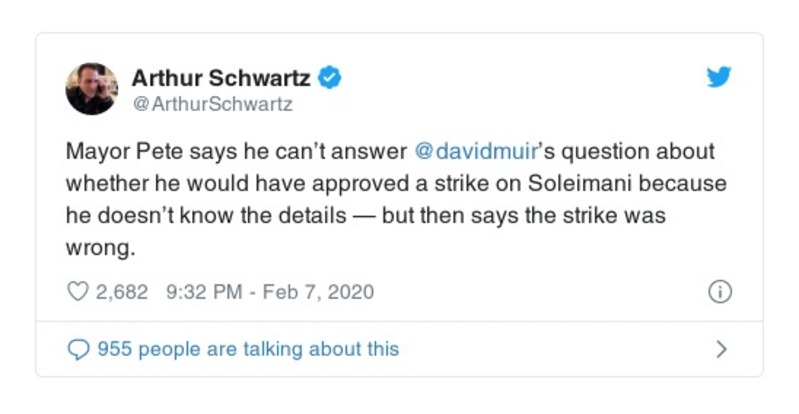 Arthur Schwartz
@ArthurSchwartz
Mayor Pete says he can’t answer @davidmuir’s question about
whether he would have approved a strike on Soleimani because
he doesn’t know the details — but then says the strike was
wrong.
2,682 9:32 PM - Feb 7, 2020
955 people are talking about this